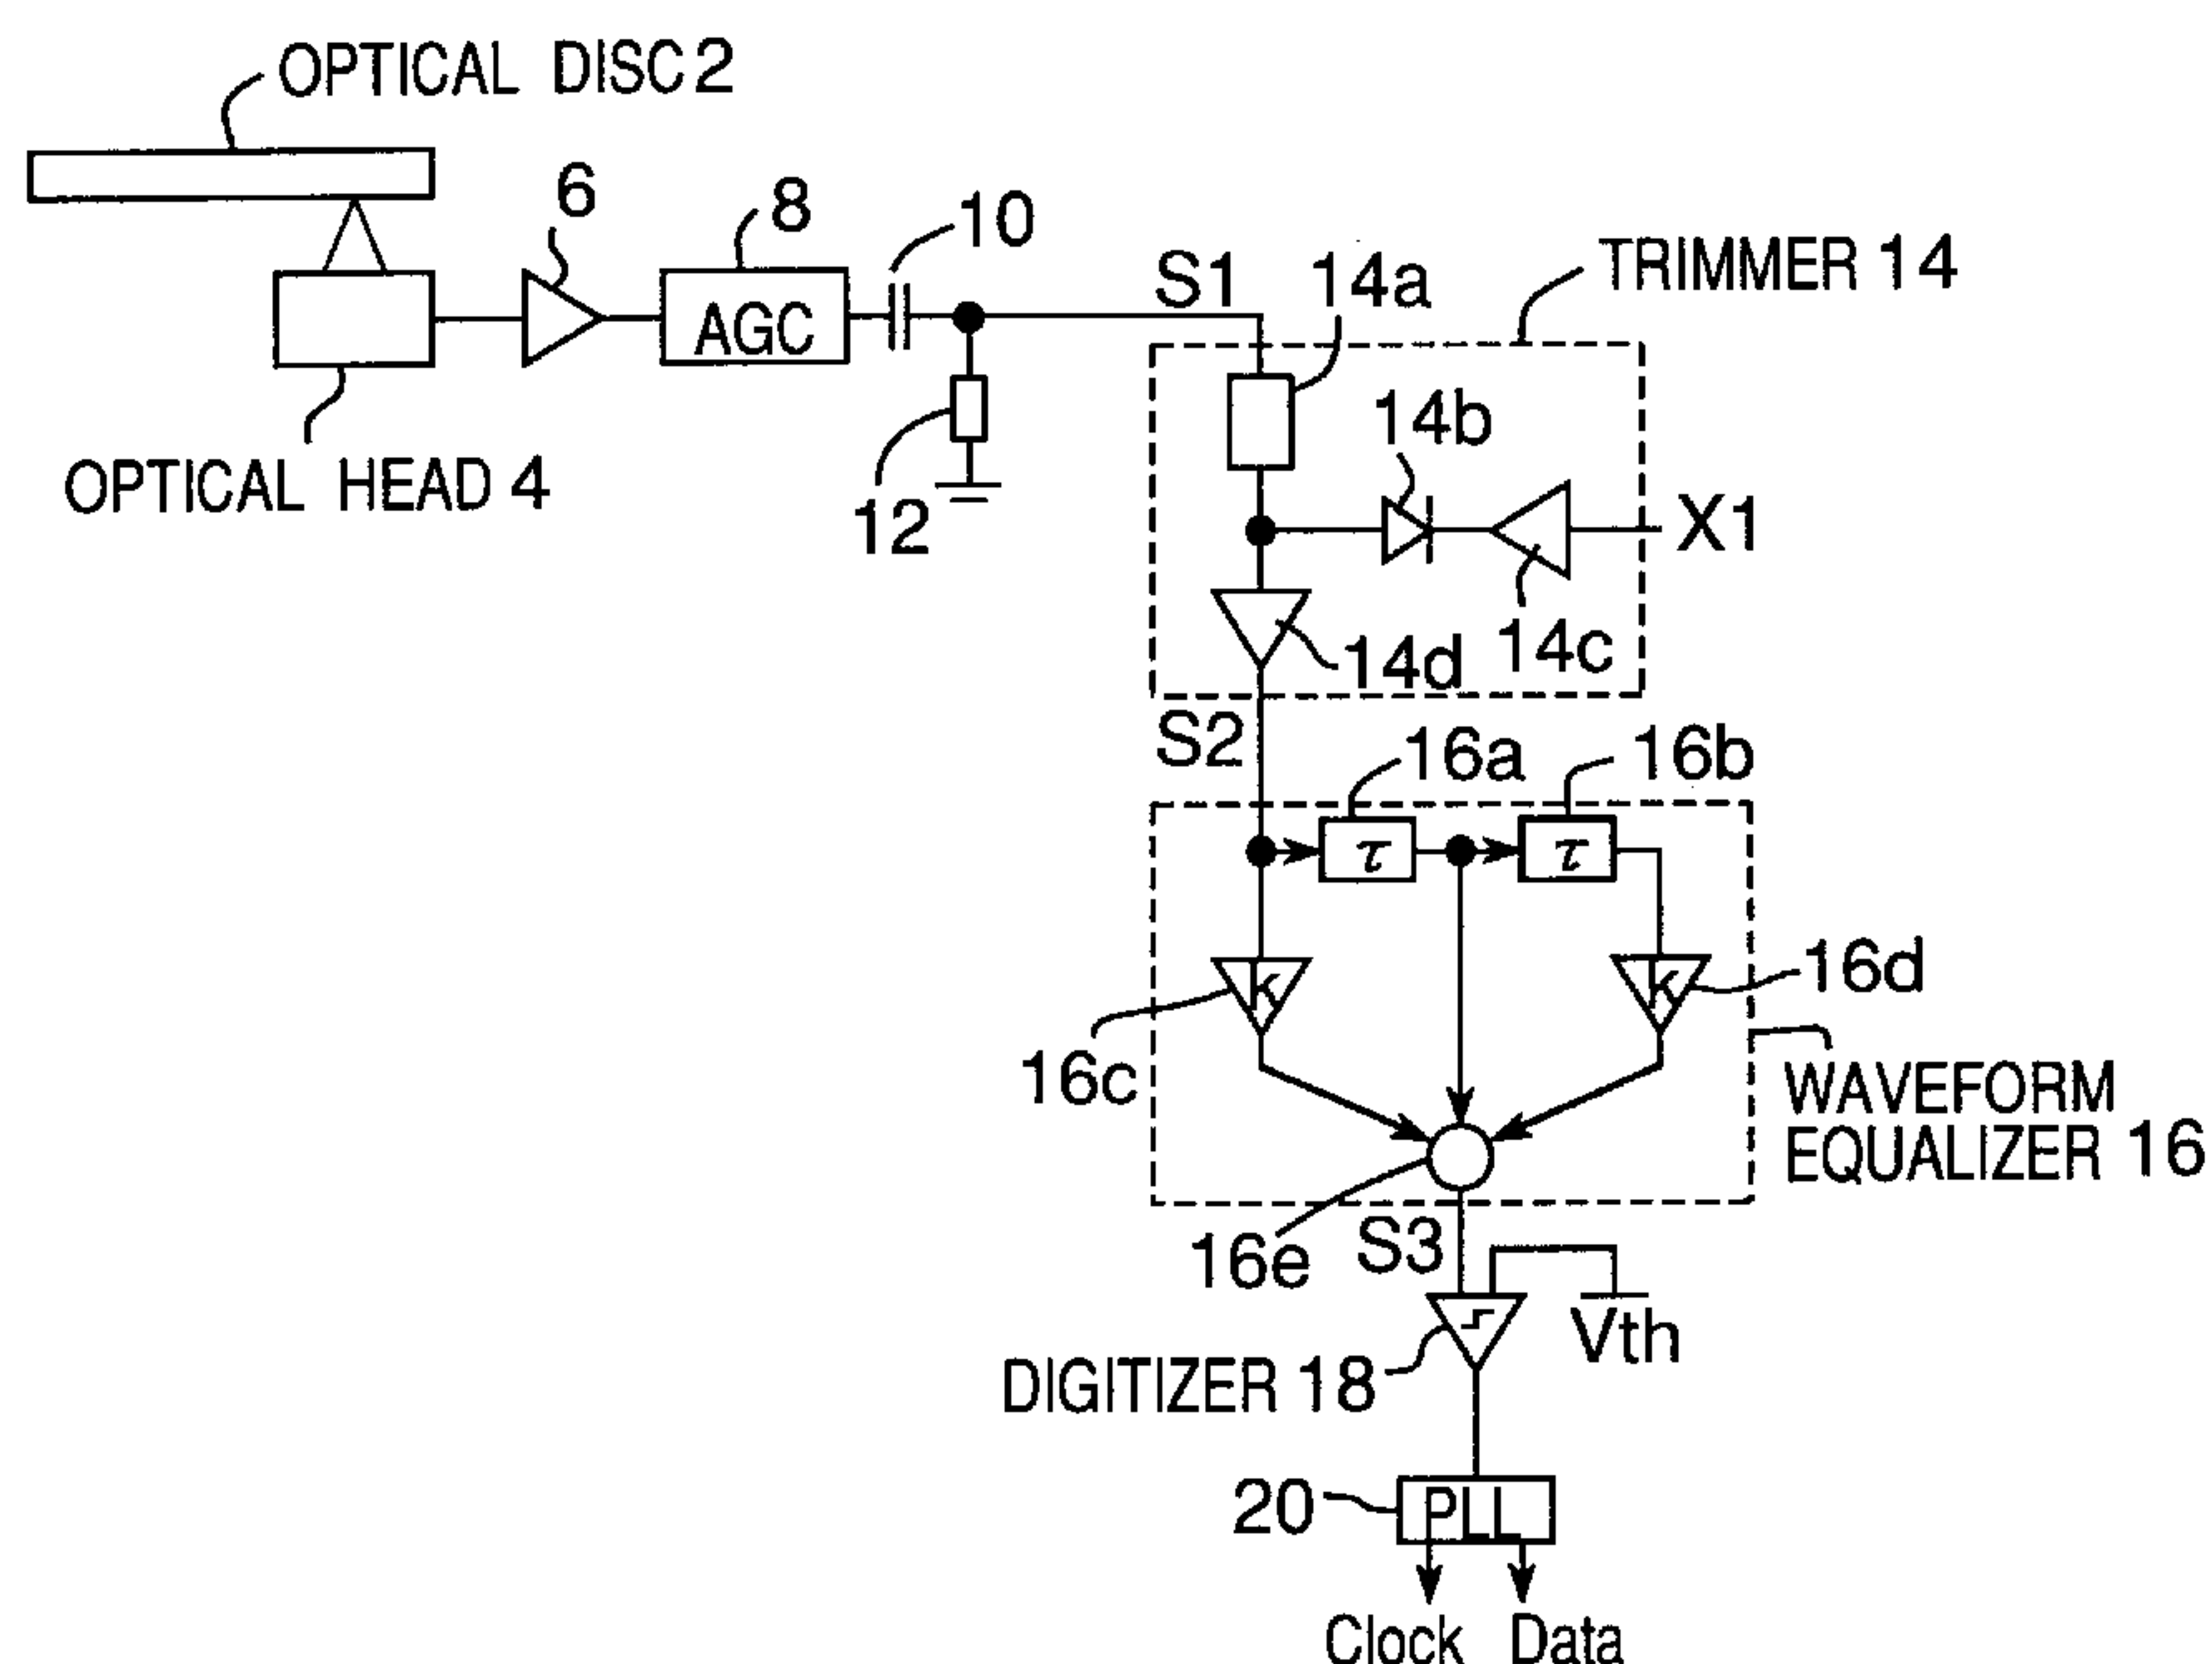 OPTICAL DISC 2
6
8
10
AGC
OPTICAL HEAD 4
12
S1
14a
TRIMMER 14
14b
X1
14c
14d
S2
16a
16b
τ
τ
K
K
16d
16c
WAVEFORM
EQUALIZER 16
16e
S3
Vth
DIGITIZER 18
20
PLL
Clock Data